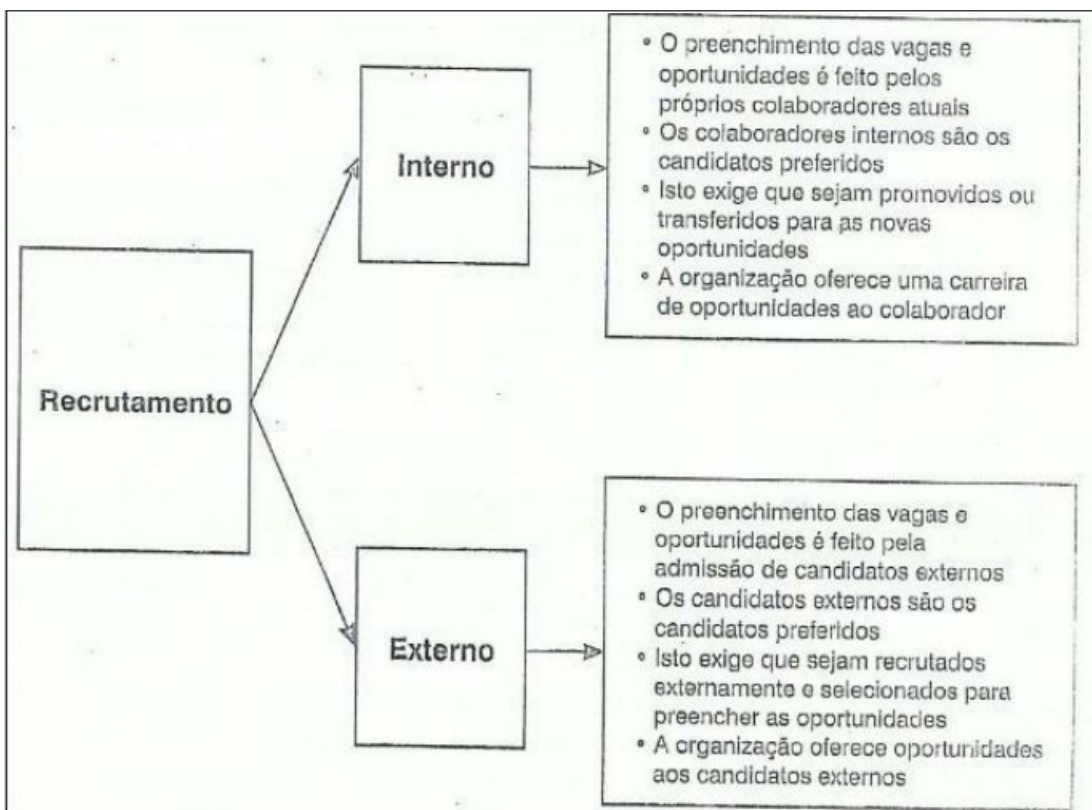 Recrutamento
Interno
• O preenchimento das vagas e
oportunidades é feito pelos
próprios colaboradores atuais
• Os colaboradores internos são os
candidatos preferidos
• Isto exige que sejam promovidos ou
transferidos para as novas
oportunidades
• A organização oferece uma carreira
de oportunidades ao colaborador
Externo
• O preenchimento das vagas e
oportunidades é feito pela
admissão de candidatos externos
• Os candidatos externos são os
candidatos preferidos
• Isto exige que sejam recrutados
externamente e selecionados para
preencher as oportunidades
• A organização oferece oportunidades
aos candidatos externos